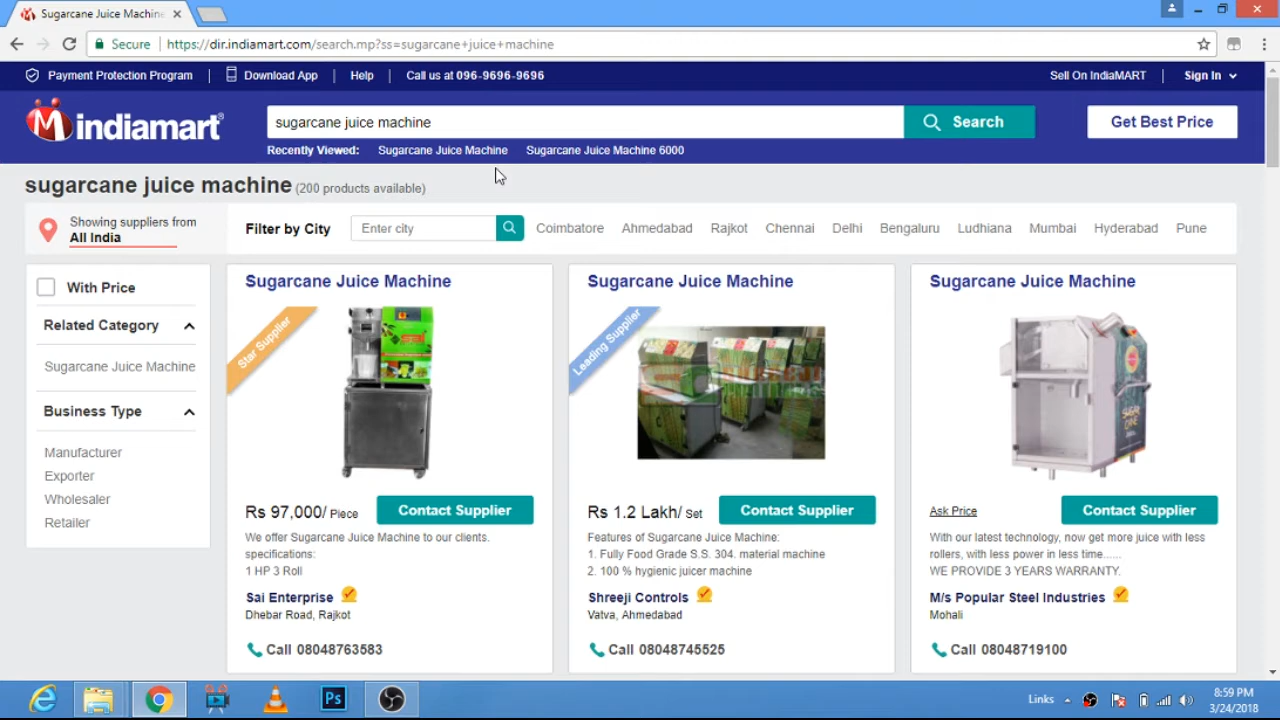 Sugarcane Juice Machine
Secure https://dir.indiamart.com/search.mp?ss=sugarcane+juice+machine
Payment Protection Program Download App Help Call us at 096-9696-9696 Sell On IndiaMART Sign In
indiamart sugarcane juice machine Search Get Best Price
Recently Viewed: Sugarcane Juice Machine Sugarcane Juice Machine 6000
sugarcane juice machine (200 products available)
Showing suppliers from
All India
Filter by City Enter city Coimbatore Ahmedabad Rajkot Chennai Delhi Bengaluru Ludhiana Mumbai Hyderabad Pune
With Price
Related Category
Sugarcane Juice Machine
Business Type
Manufacturer
Exporter
Wholesaler
Retailer
Sugarcane Juice Machine
Star Supplier
sai
Rs 97,000/ Piece Contact Supplier
We offer Sugarcane Juice Machine to our clients.
specifications:
1 HP 3 Roll
Sai Enterprise
Dhebar Road, Rajkot
Call 08048763583
Sugarcane Juice Machine
Leading Supplier
Rs 1.2 Lakh/ Set Contact Supplier
Features of Sugarcane Juice Machine:
1. Fully Food Grade S.S. 304. material machine
2. 100 % hygienic juicer machine
Shreeji Controls
Vatva, Ahmedabad
Call 08048745525
Sugarcane Juice Machine
SUGAR
CANE
Ask Price Contact Supplier
With our latest technology, now get more juice with less
rollers, with less power in less time......
WE PROVIDE 3 YEARS WARRANTY.
M/s Popular Steel Industries
Mohali
Call 08048719100
Ps
Links
8:59 PM
3/24/2018